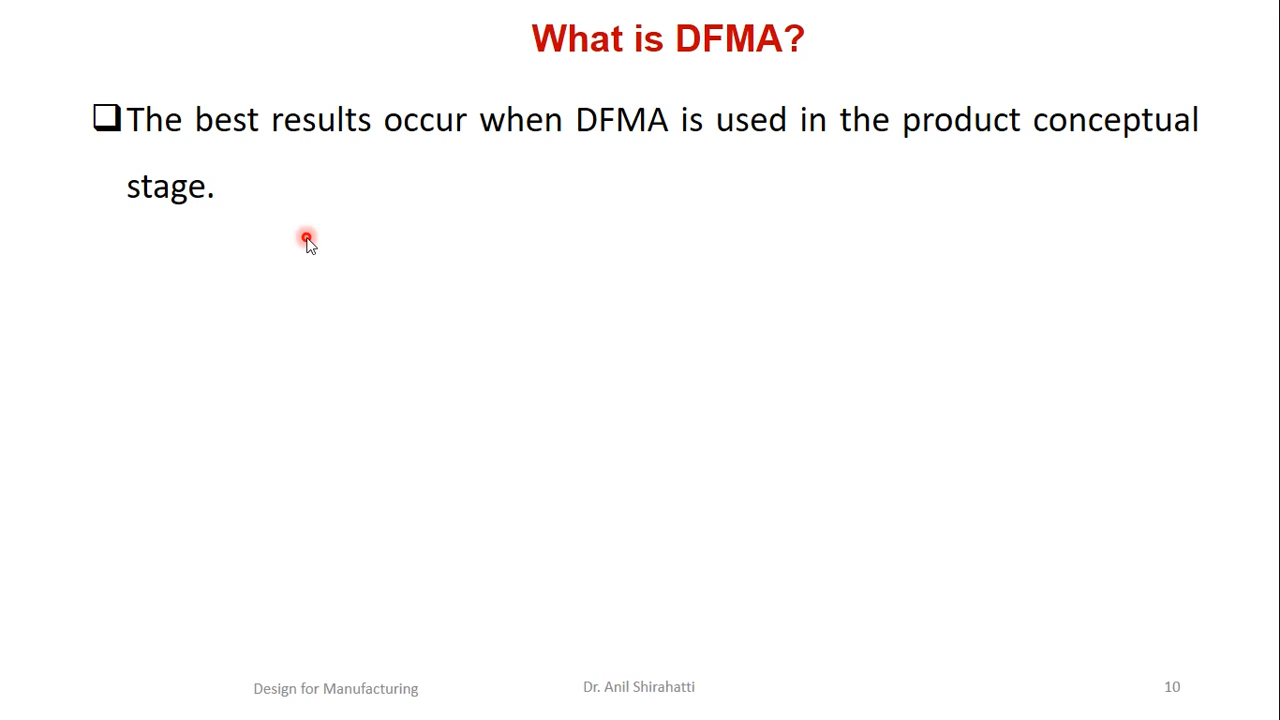 What is DFMA?
❑The best results occur when DFMA is used in the product conceptual
stage.
Design for Manufacturing
Dr. Anil Shirahatti
10